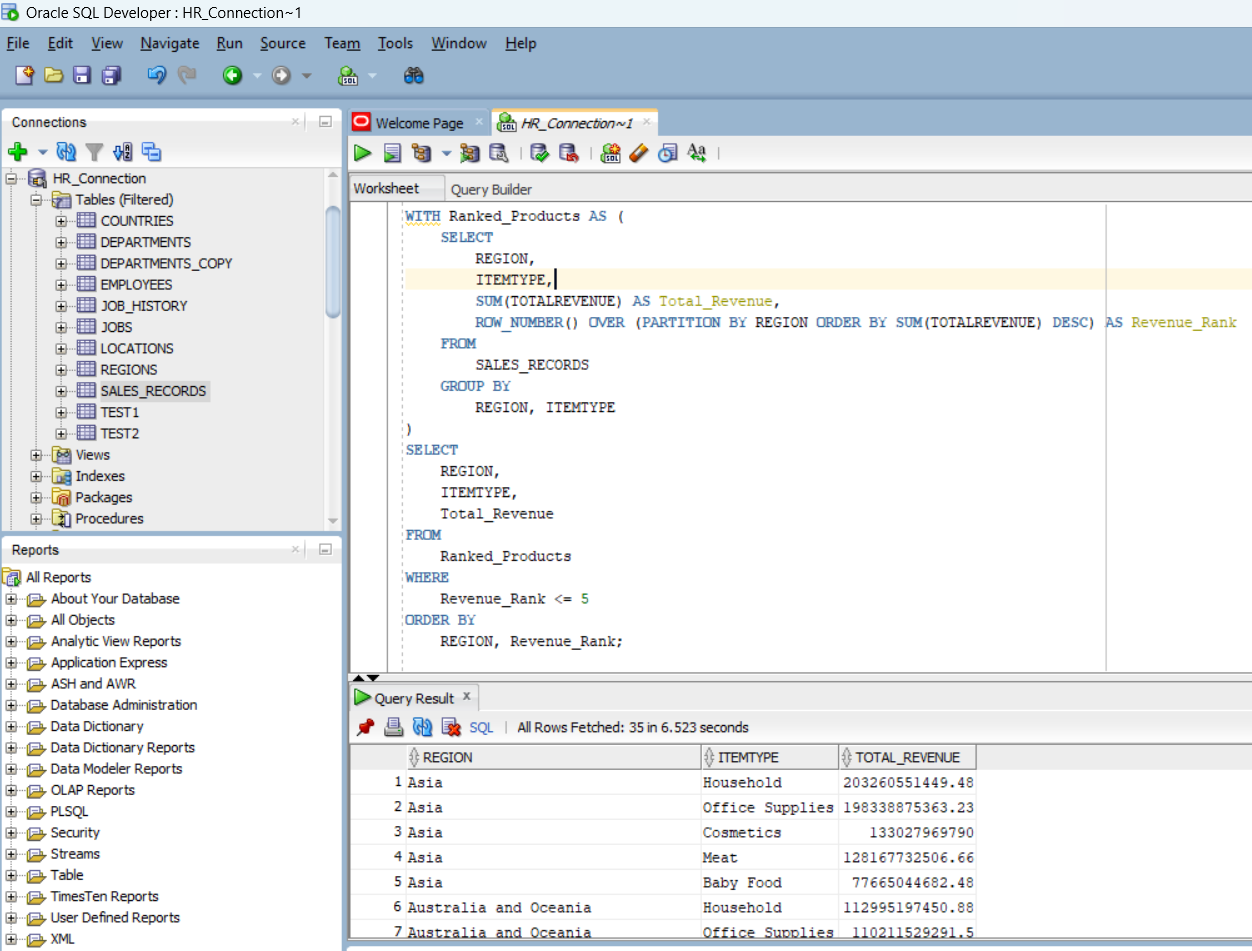 Oracle SQL Developer : HR_Connection~1
File Edit View Navigate Run Source Team Tools Window Help
Connections
HR_Connection
Tables (Filtered)
COUNTRIES
DEPARTMENTS
DEPARTMENTS_COPY
EMPLOYEES
JOB_HISTORY
JOBS
LOCATIONS
REGIONS
SALES_RECORDS
TEST1
TEST2
Views
Indexes
Packages
Procedures
Reports
All Reports
About Your Database
All Objects
Analytic View Reports
Application Express
ASH and AWR
Database Administration
Data Dictionary
Data Dictionary Reports
Data Modeler Reports
OLAP Reports
PLSQL
Security
Streams
Table
TimesTen Reports
User Defined Reports
XML
Welcome Page HR_Connection~1
Worksheet Query Builder
WITH Ranked_Products AS (
SELECT
REGION,
ITEMTYPE,
SUM(TOTALREVENUE) AS Total_Revenue,
ROW_NUMBER() OVER (PARTITION BY REGION ORDER BY SUM(TOTALREVENUE) DESC) AS Revenue_Rank
FROM
SALES_RECORDS
GROUP BY
REGION, ITEMTYPE
)
SELECT
REGION,
ITEMTYPE,
Total_Revenue
FROM
Ranked_Products
WHERE
Revenue_Rank <= 5
ORDER BY
REGION, Revenue_Rank;
Query Result
SQL | All Rows Fetched: 35 in 6.523 seconds
REGION ITEMTYPE TOTAL_REVENUE
1 Asia Household 203260551449.48
2 Asia Office Supplies 198338875363.23
3 Asia Cosmetics 133027969790
4 Asia Meat 128167732506.66
5 Asia Baby Food 77665044682.48
6 Australia and Oceania Household 112995197450.88
7 Australia and Oceania Office Supplies 110211529291.5